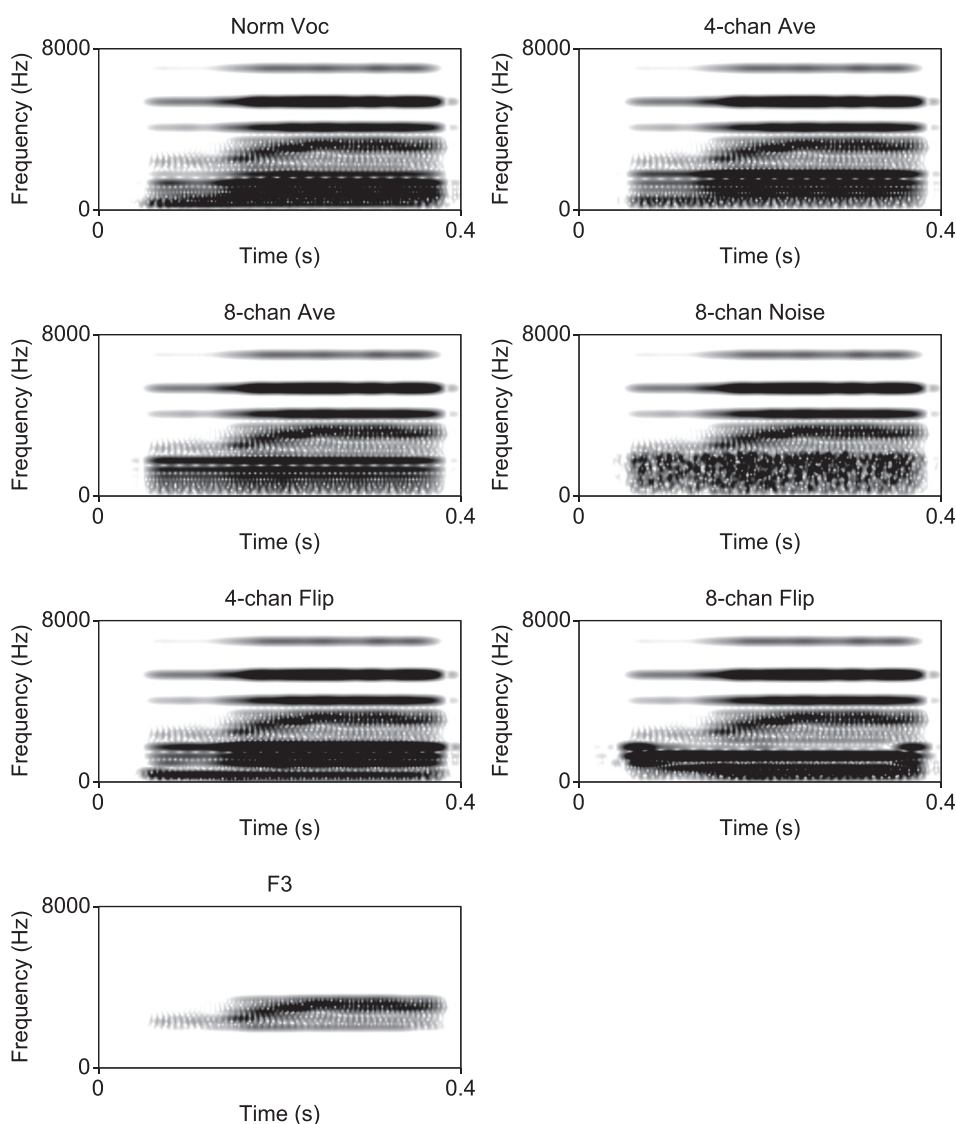 Norm Voc
8000
Frequency (Hz)
0
0
0.4
Time (s)
4-chan Ave
8000
Frequency (Hz)
0
0
0.4
Time (s)
8-chan Ave
8000
Frequency (Hz)
0
0
0.4
Time (s)
8-chan Noise
8000
Frequency (Hz)
0
0
0.4
Time (s)
4-chan Flip
8000
Frequency (Hz)
0
0
0.4
Time (s)
8-chan Flip
8000
Frequency (Hz)
0
0
0.4
Time (s)
F3
8000
Frequency (Hz)
0
0
0.4
Time (s)